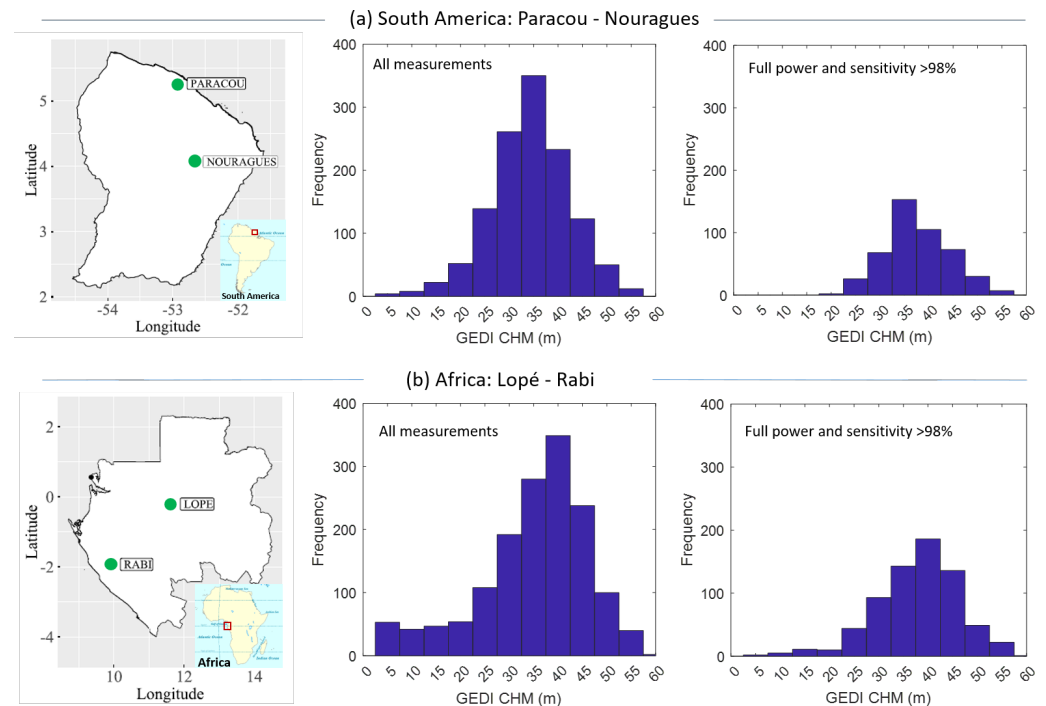 (a) South America: Paracou - Nouragues
PARACOU
NOURAGUES
5
4
3
2
Latitude
-54 -53 -52
Longitude
South America
All measurements
400
300
200
100
0
Frequency
0 5 10 15 20 25 30 35 40 45 50 55 60
GEDI CHM (m)
Full power and sensitivity >98%
400
300
200
100
0
Frequency
0 5 10 15 20 25 30 35 40 45 50 55 60
GEDI CHM (m)
(b) Africa: Lopé - Rabi
LOPE
RABI
2
0
-2
-4
Latitude
10 12 14
Longitude
Africa
All measurements
400
300
200
100
0
Frequency
0 5 10 15 20 25 30 35 40 45 50 55 60
GEDI CHM (m)
Full power and sensitivity >98%
400
300
200
100
0
Frequency
0 5 10 15 20 25 30 35 40 45 50 55 60
GEDI CHM (m)